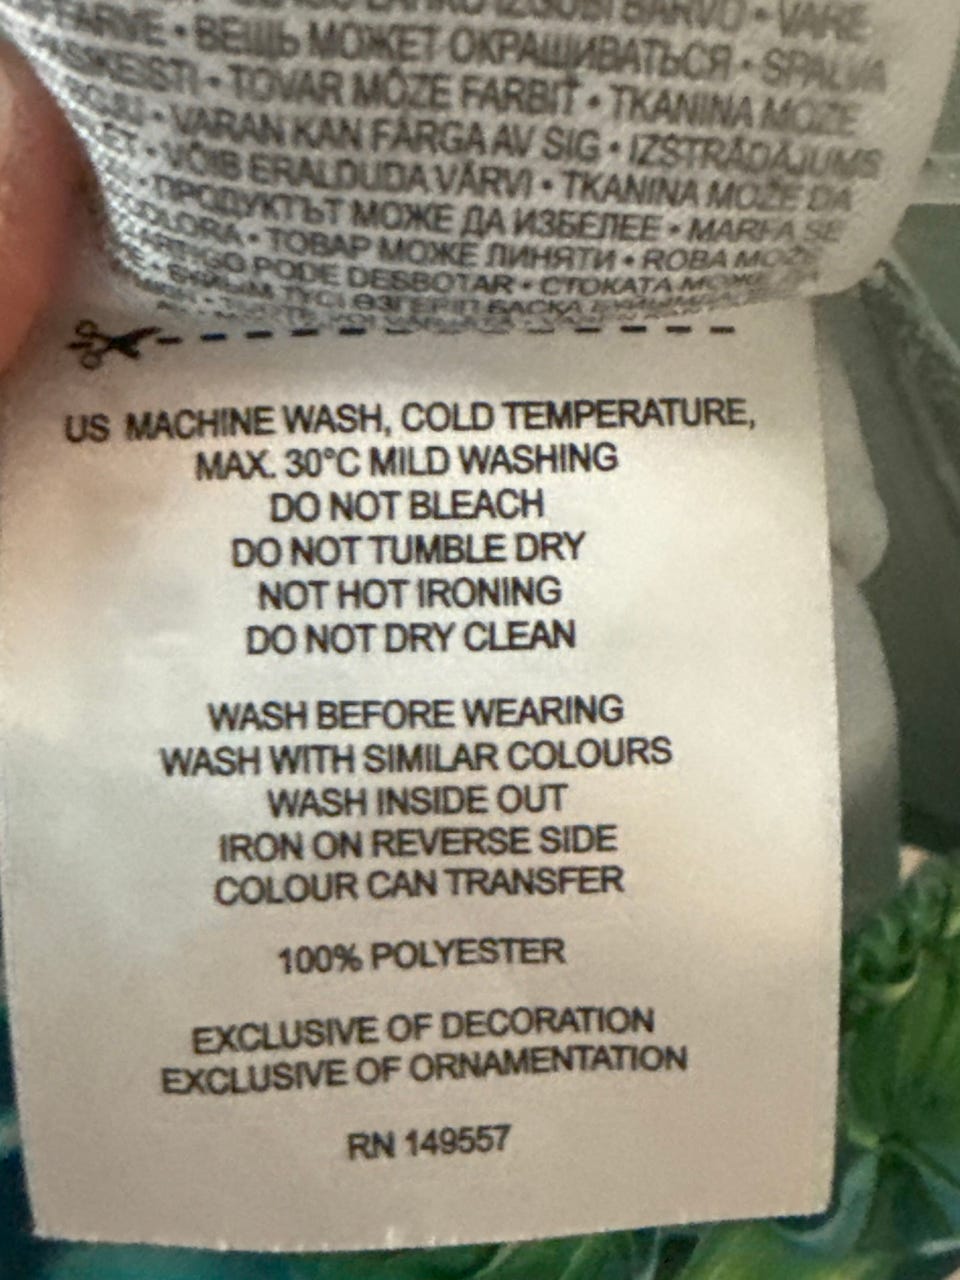 VARE
FARVE • ВЕЩЬ МОЖЕТ ОКРАШИВАТЬСЯ • SPALVA
TOVAR MÔŽE FARBIŤ • TKANINA MOŻE
• VARAN KAN FÄRGA AV SIG • IZSTRĀDĀJUMS
• VÕIB ERALDUDA VÄRVI • TKANINA MOŽE DA
• ПРОДУКТЪТ МОЖЕ ДА ИЗБЕЛЕЕ • MARFA SE
COLORA • ТОВАР МОЖЕ ЛИНЯТИ • ROBA MOŽE
ARTIGO PODE DESBOTAR • СТОКАТА МОЖЕ
US MACHINE WASH, COLD TEMPERATURE,
MAX. 30°C MILD WASHING
DO NOT BLEACH
DO NOT TUMBLE DRY
NOT HOT IRONING
DO NOT DRY CLEAN
WASH BEFORE WEARING
WASH WITH SIMILAR COLOURS
WASH INSIDE OUT
IRON ON REVERSE SIDE
COLOUR CAN TRANSFER
100% POLYESTER
EXCLUSIVE OF DECORATION
EXCLUSIVE OF ORNAMENTATION
RN 149557